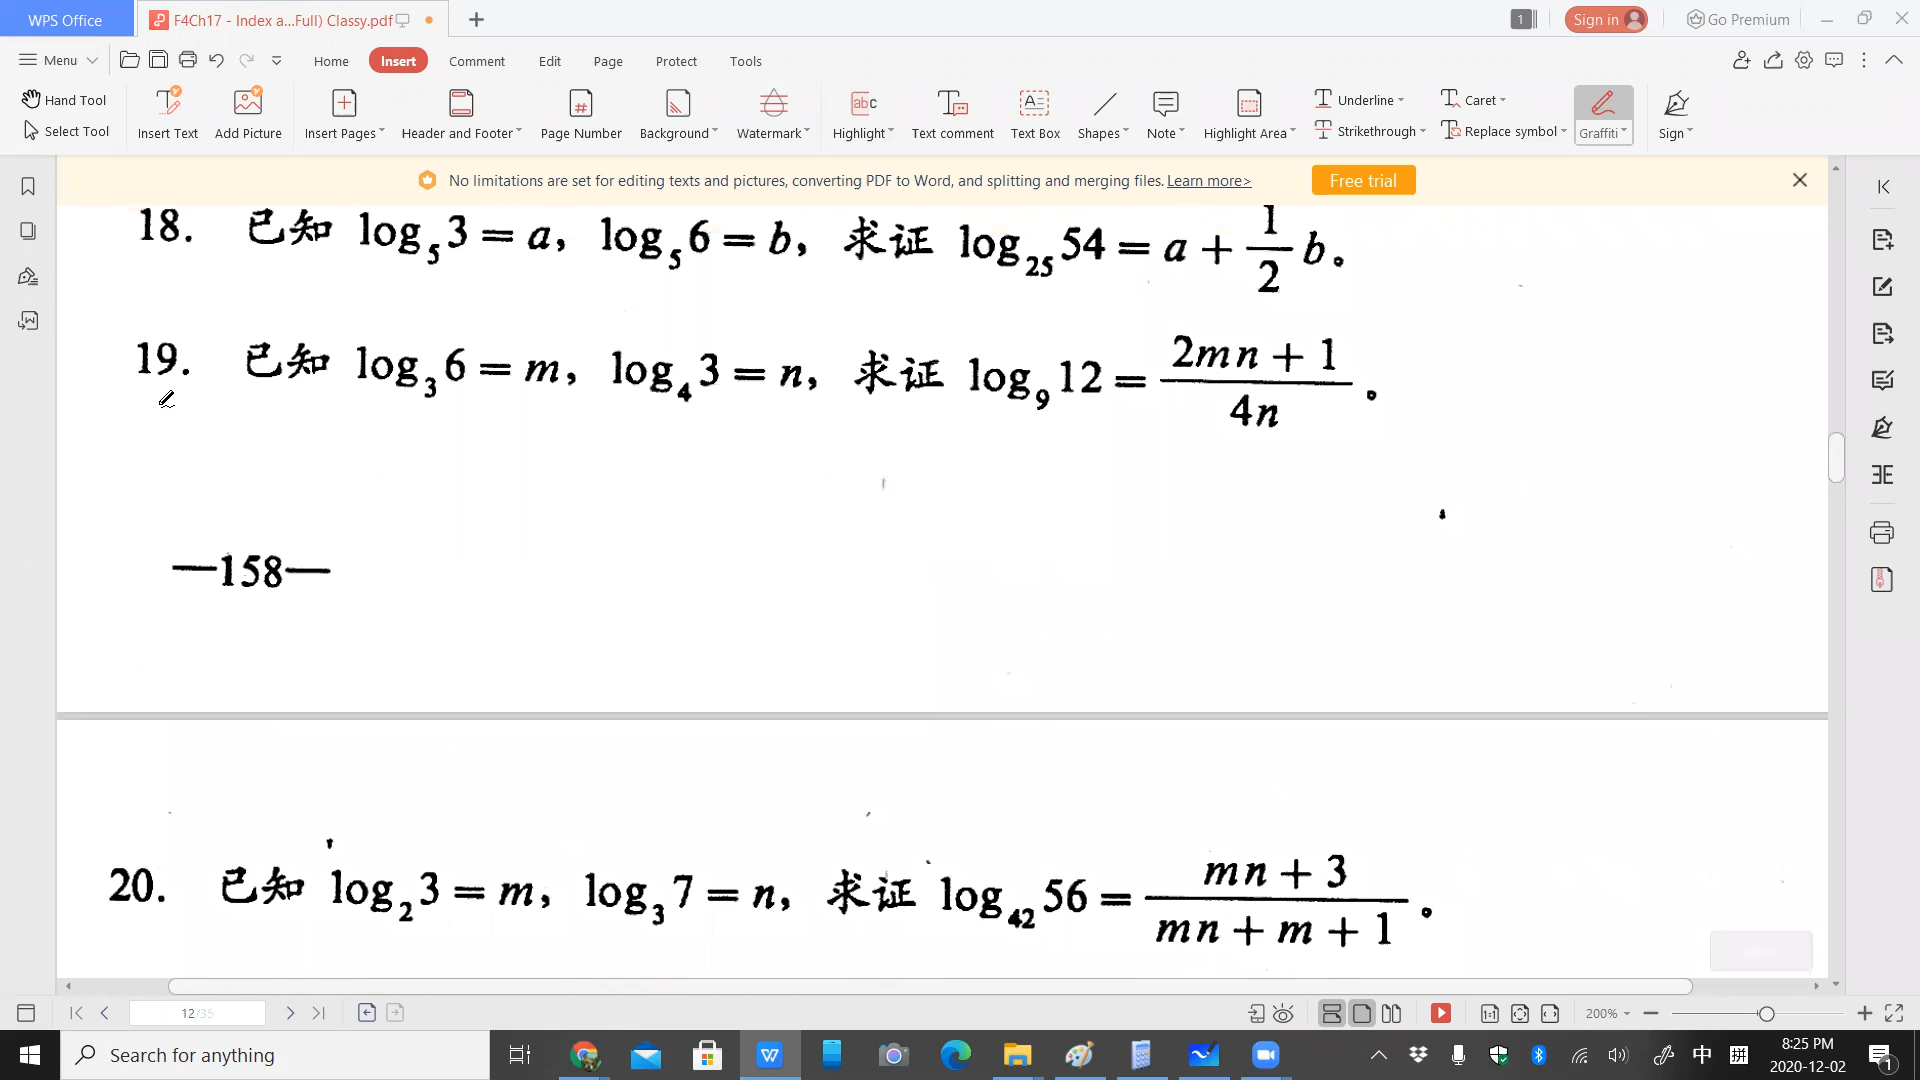 WPS Office
F4Ch17 - Index a...Full) Classy.pdf
1
Sign in
Go Premium
Menu
Home
Insert
Comment
Edit
Page
Protect
Tools
Hand Tool
Select Tool
Insert Text
Add Picture
Insert Pages
Header and Footer
Page Number
Background
Watermark
Highlight
Text comment
Text Box
Shapes
Note
Highlight Area
Underline
Strikethrough
Caret
Replace symbol
Graffiti
Sign
No limitations are set for editing texts and pictures, converting PDF to Word, and splitting and merging files. Learn more>
Free trial
18. 已知 log₅3 = a, log₅6 = b, 求证 log₂₅54 = a + 1/2 b。
19. 已知 log₃6 = m, log₄3 = n, 求证 log₉12 = (2mn + 1)/(4n)。
—158—
20. 已知 log₂3 = m, log₃7 = n, 求证 log₄₂56 = (mn + 3)/(mn + m + 1)。
12/35
200%
Search for anything
中
拼
8:25 PM
2020-12-02
1